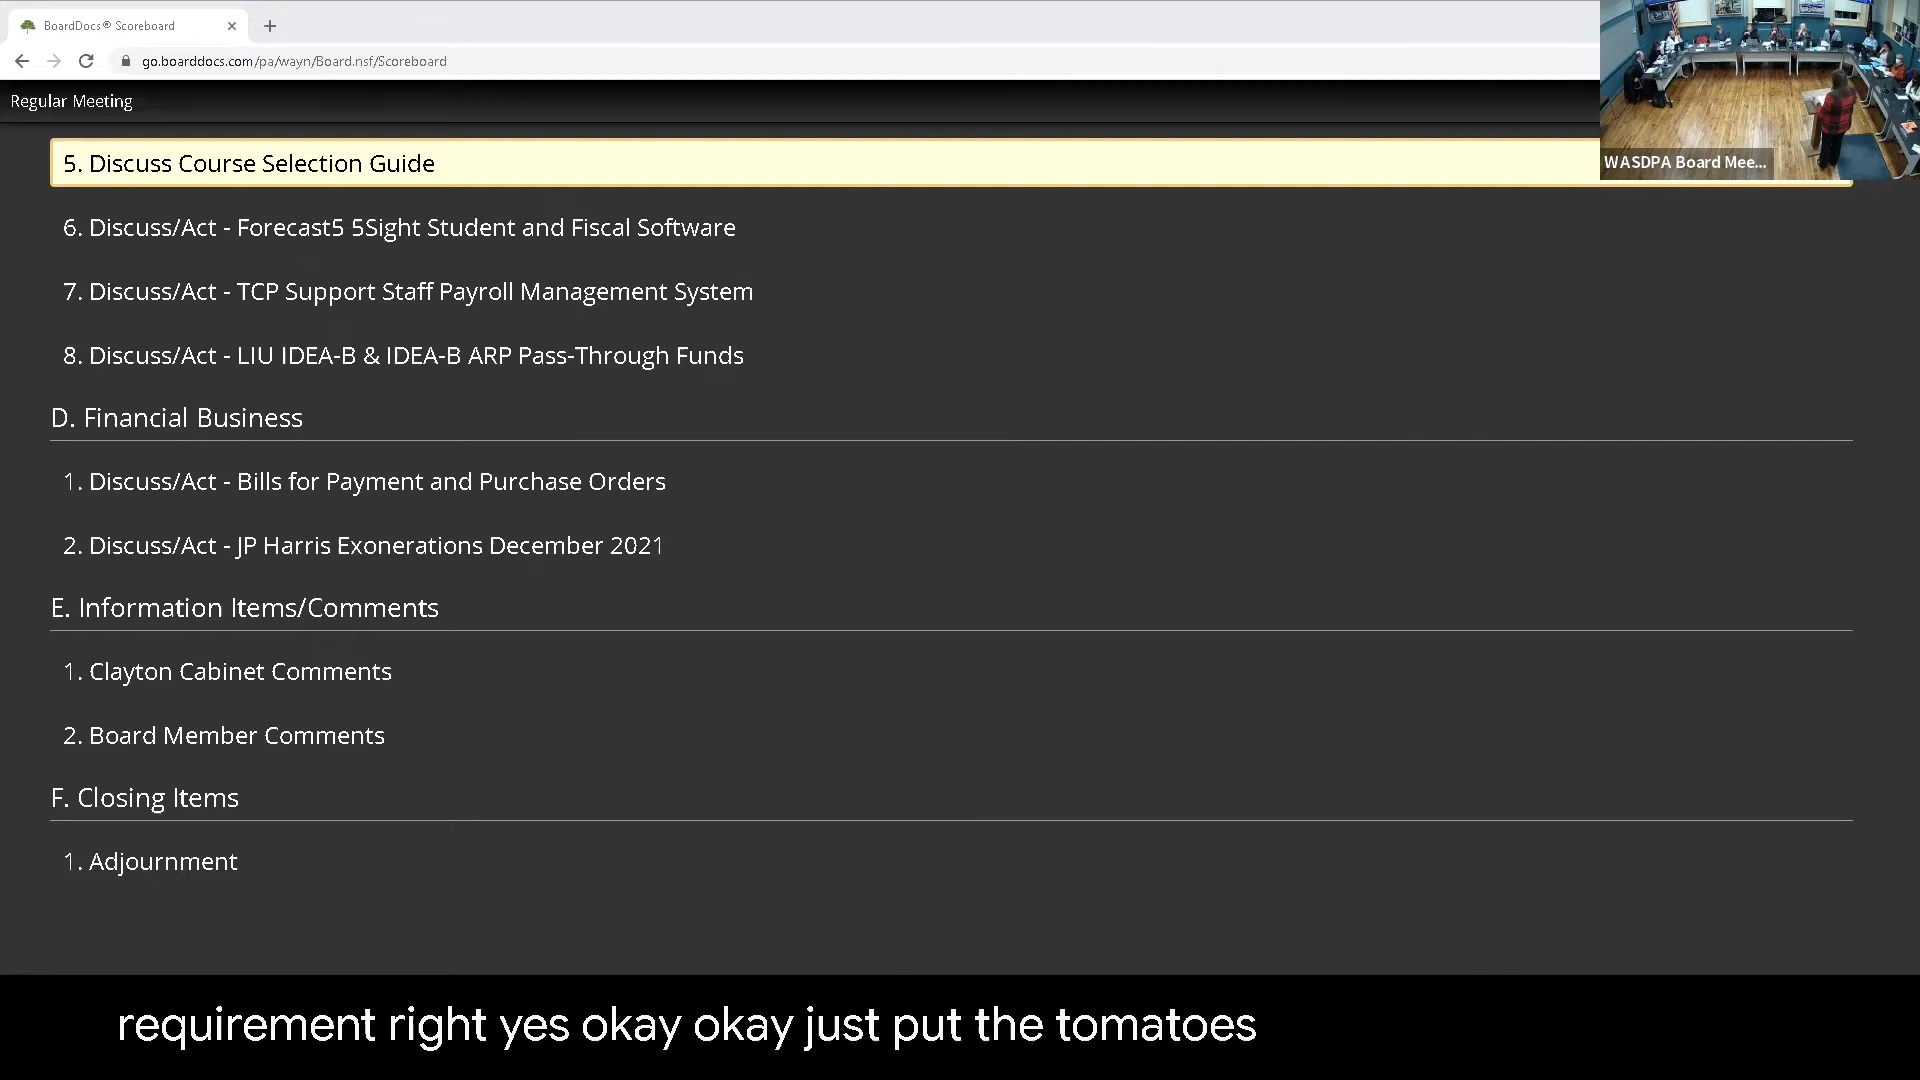 BoardDocs® Scoreboard
go.boarddocs.com/pa/wayn/Board.nsf/Scoreboard
Regular Meeting
WASDPA Board Mee...
5. Discuss Course Selection Guide
6. Discuss/Act - Forecast5 5Sight Student and Fiscal Software
7. Discuss/Act - TCP Support Staff Payroll Management System
8. Discuss/Act - LIU IDEA-B & IDEA-B ARP Pass-Through Funds
D. Financial Business
1. Discuss/Act - Bills for Payment and Purchase Orders
2. Discuss/Act - JP Harris Exonerations December 2021
E. Information Items/Comments
1. Clayton Cabinet Comments
2. Board Member Comments
F. Closing Items
1. Adjournment
requirement right yes okay okay just put the tomatoes